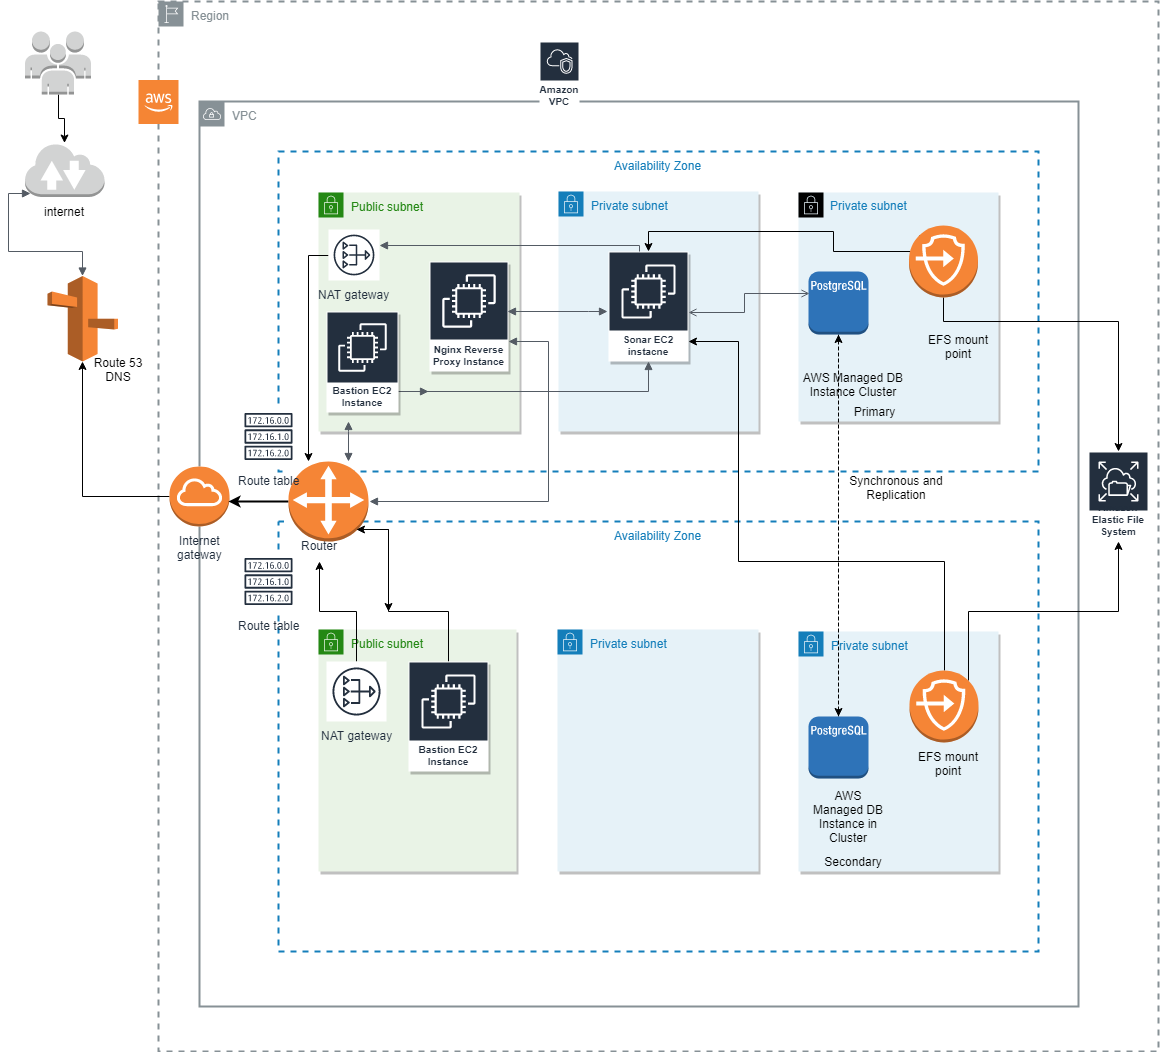 Region
Amazon
VPC
aws
VPC
Availability Zone
internet
Public subnet
NAT gateway
Nginx Reverse
Proxy Instance
Bastion EC2
Instance
Private subnet
Sonar EC2
instacne
Private subnet
PostgreSQL
AWS Managed DB
Instance Cluster
Primary
EFS mount
point
Route 53
DNS
172.16.0.0
172.16.1.0
172.16.2.0
Route table
Internet
gateway
Router
172.16.0.0
172.16.1.0
172.16.2.0
Route table
Synchronous and
Replication
Elastic File
System
Availability Zone
Public subnet
NAT gateway
Bastion EC2
Instance
Private subnet
Private subnet
PostgreSQL
AWS
Managed DB
Instance in
Cluster
Secondary
EFS mount
point